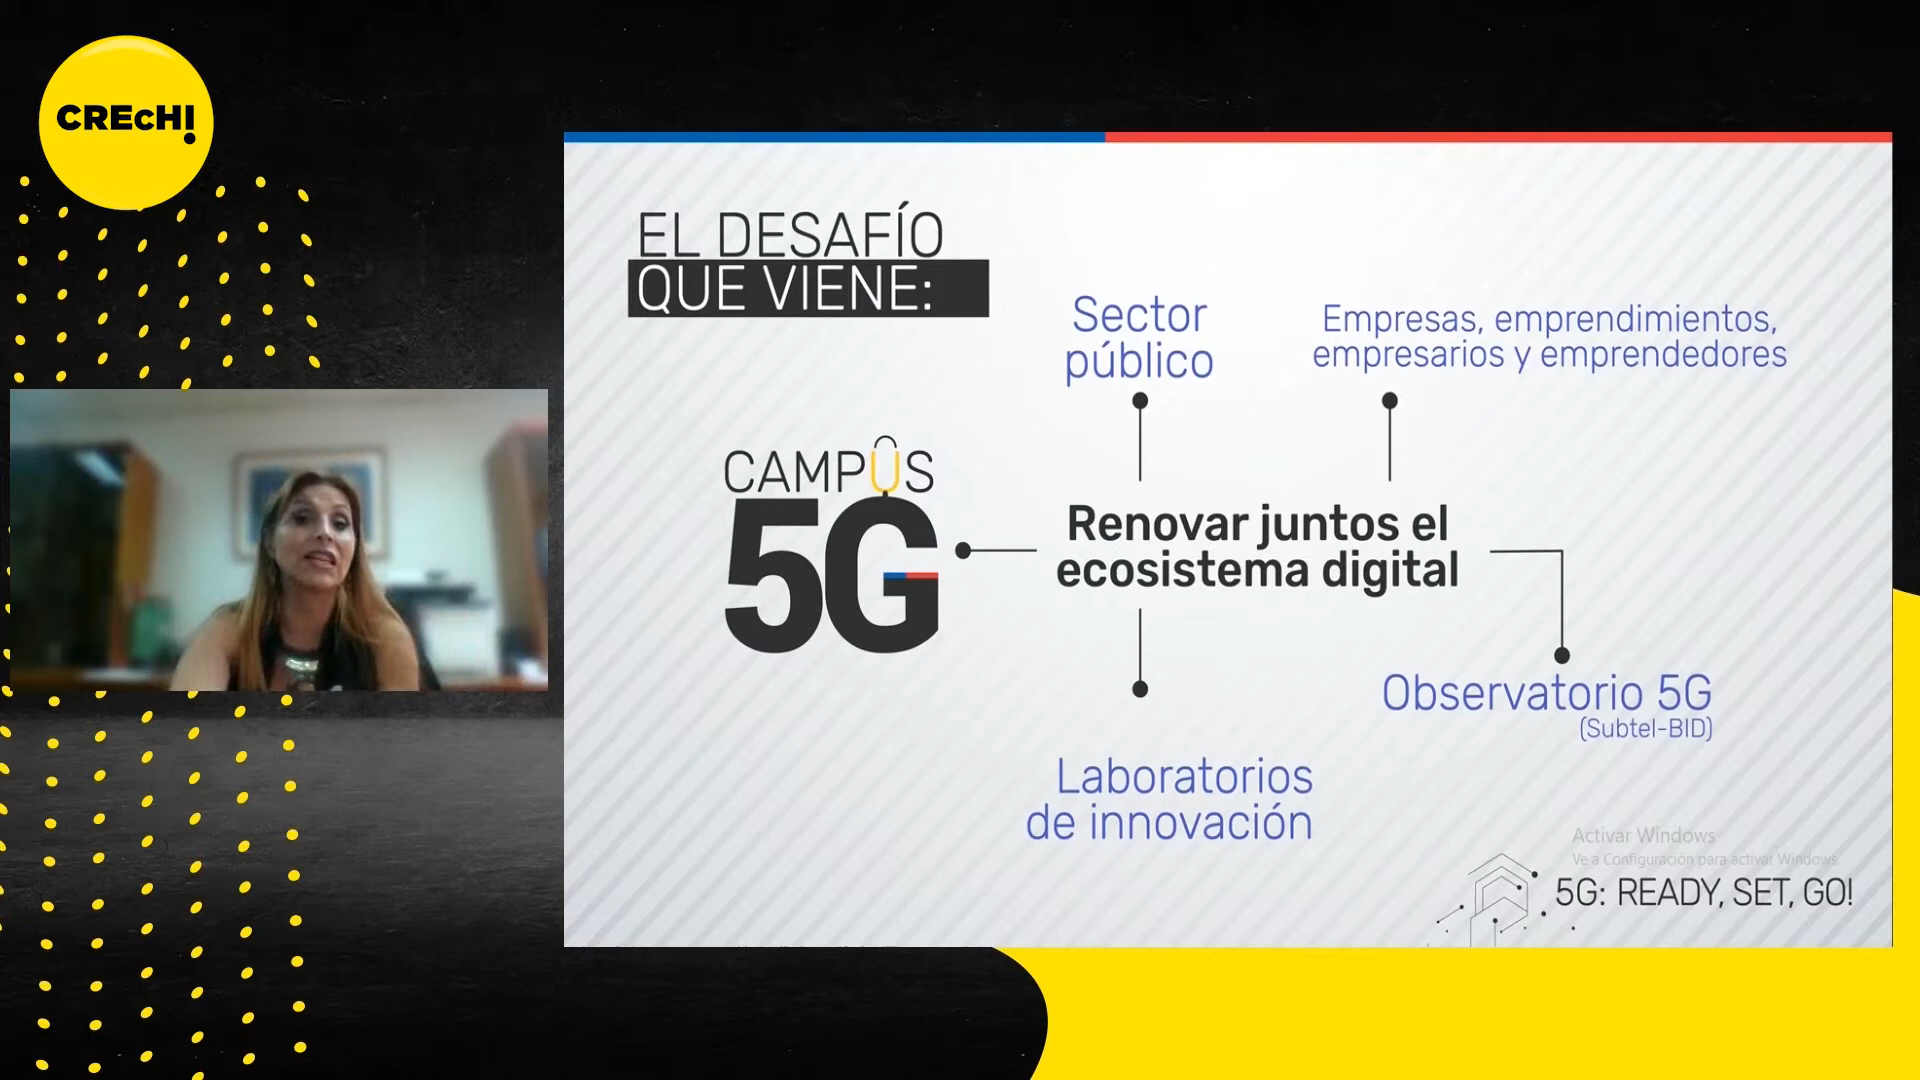 CREcH!
EL DESAFÍO
QUE VIENE:
Sector
público
Empresas, emprendimientos,
empresarios y emprendedores
CAMPUS
5G
Renovar juntos el
ecosistema digital
Observatorio 5G
(Subtel-BID)
Laboratorios
de innovación
Activar Windows
Ve a Configuración para activar Windows.
5G: READY, SET, GO!